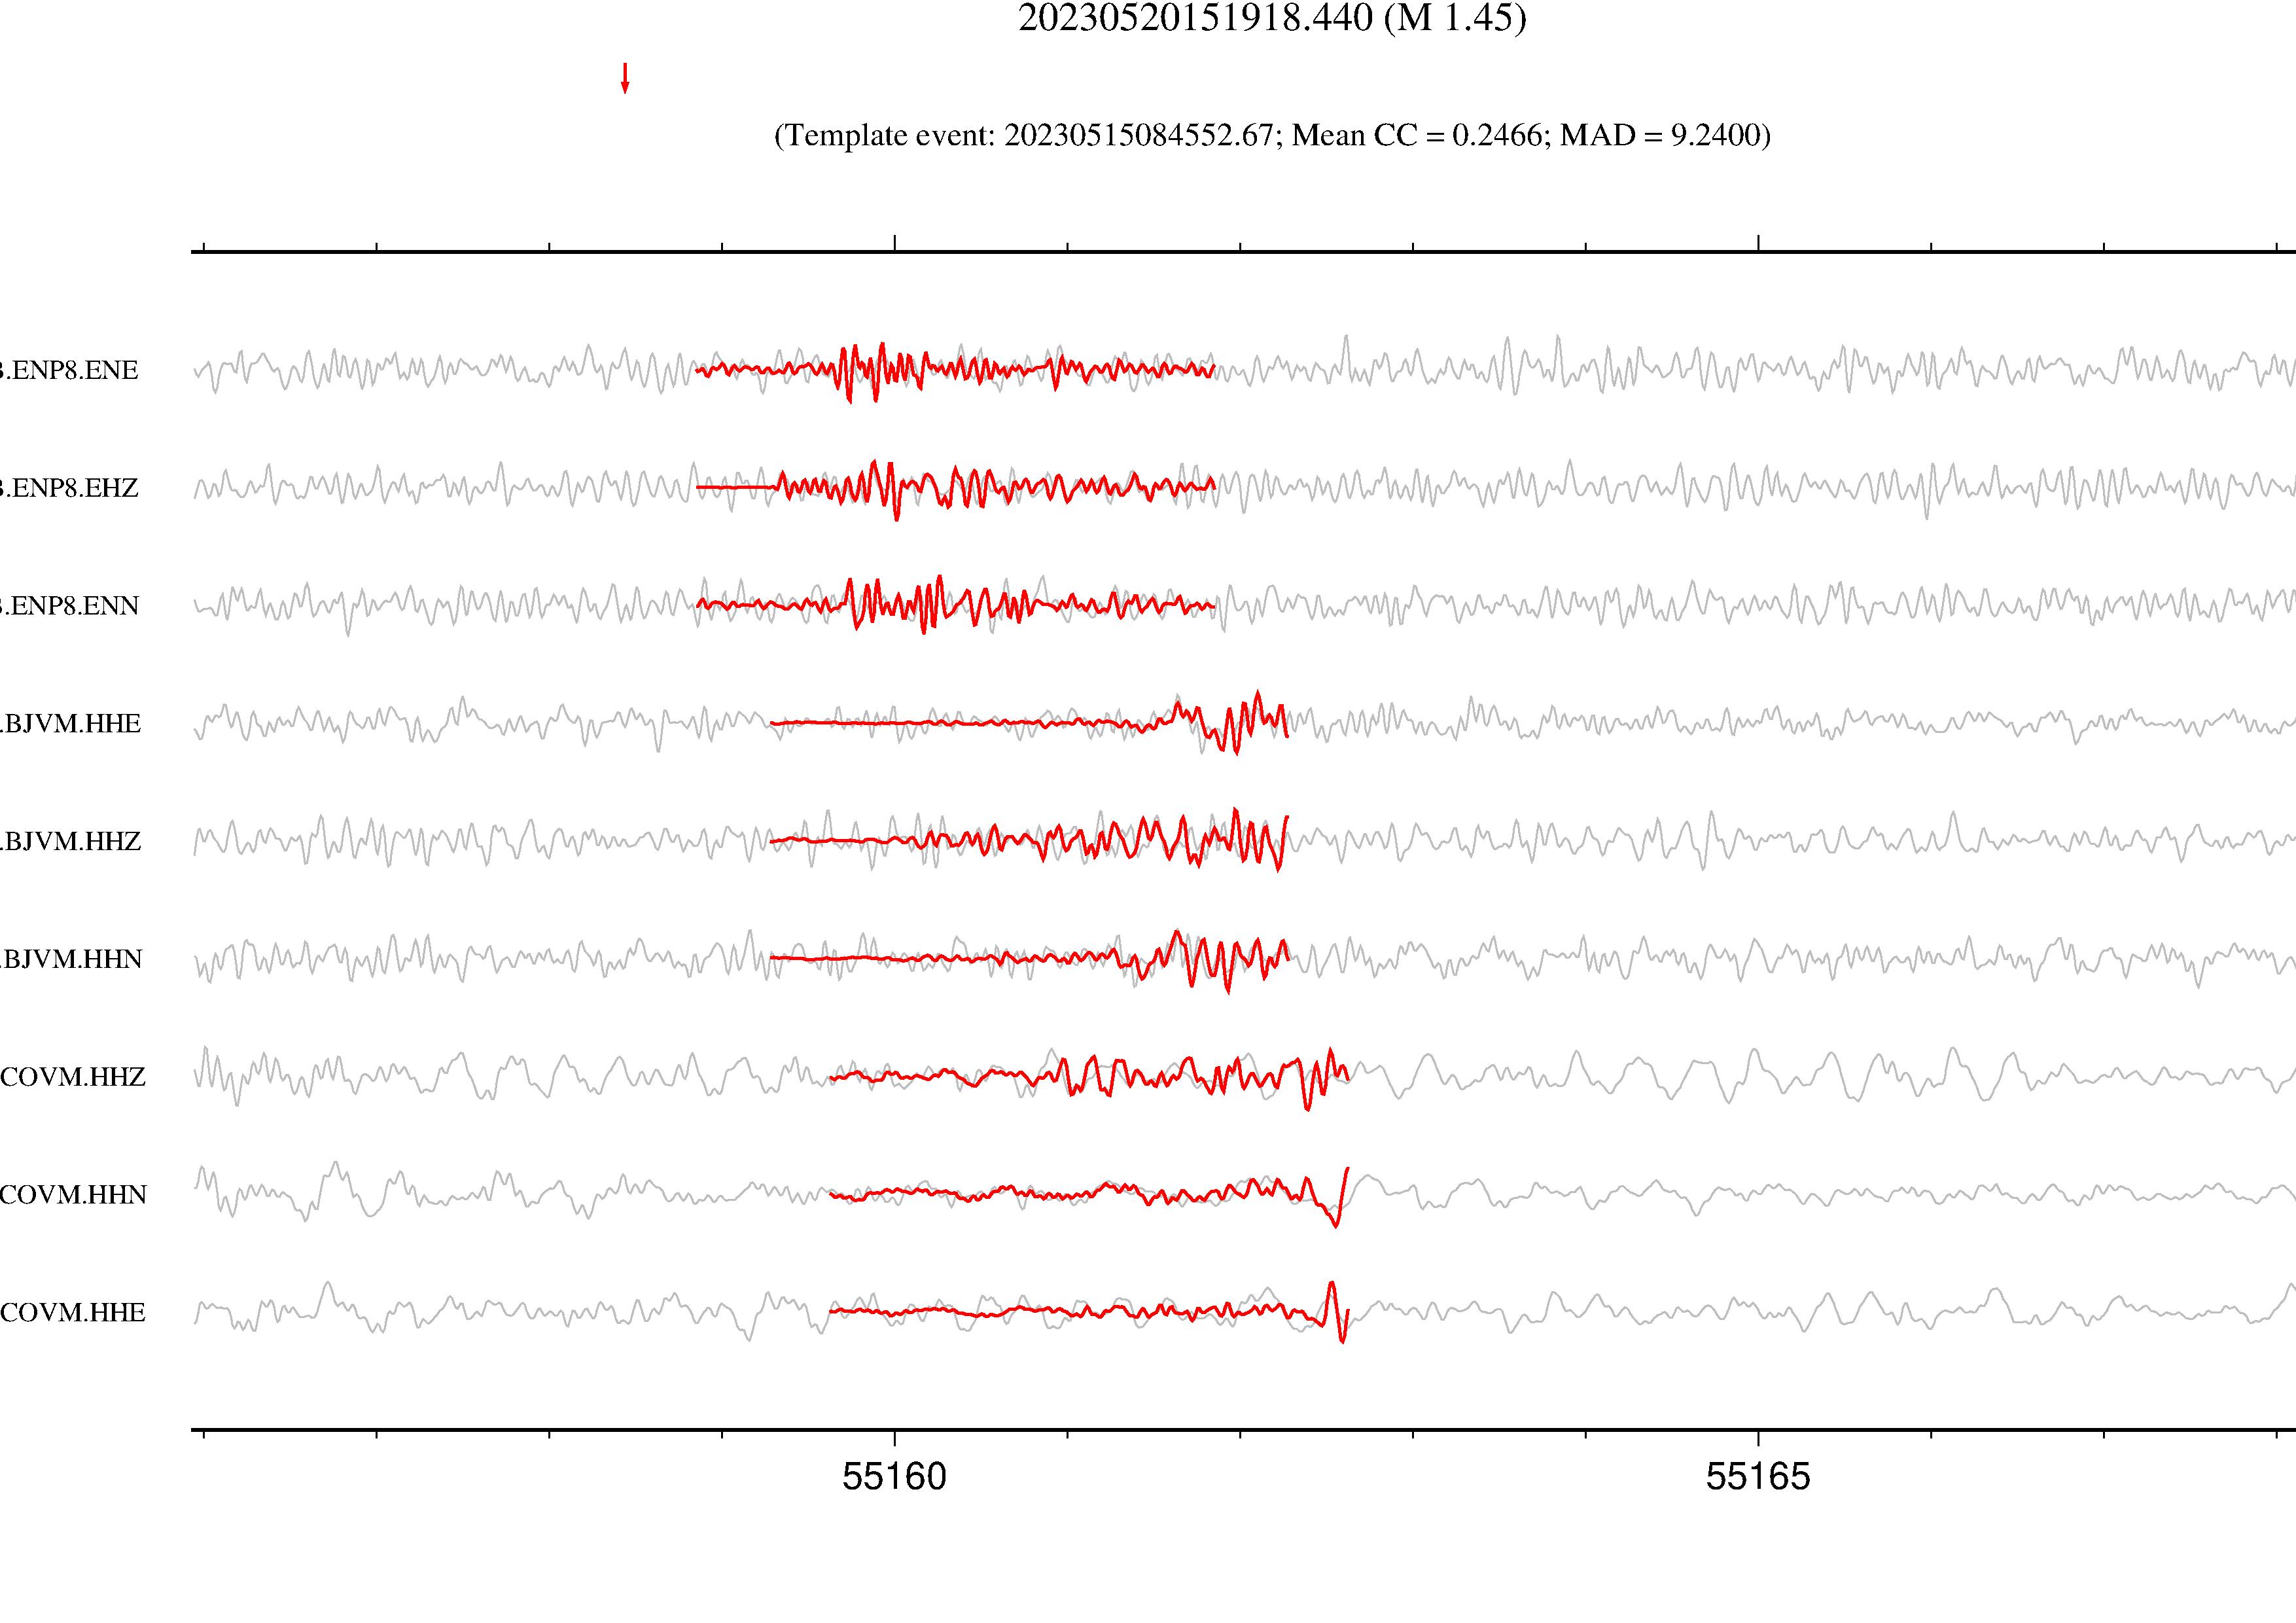 20230520151918.440 (M 1.45)
(Template event: 20230515084552.67; Mean CC = 0.2466; MAD = 9.2400)
.ENP8.ENE
.ENP8.EHZ
.ENP8.ENN
.BJVM.HHE
.BJVM.HHZ
.BJVM.HHN
COVM.HHZ
COVM.HHN
COVM.HHE
55160 55165